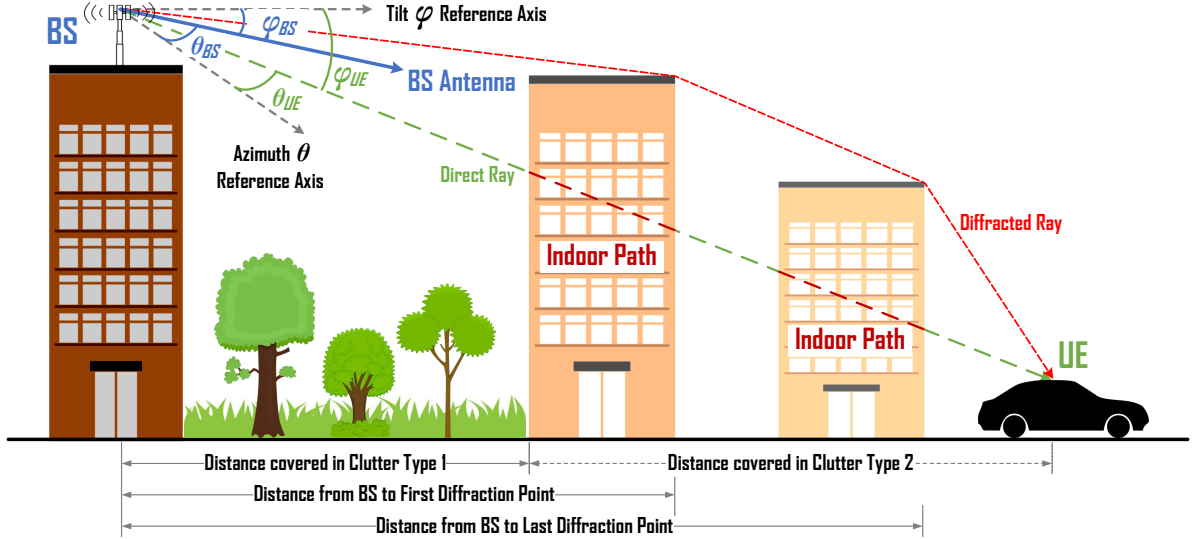 BS
Tilt φ Reference Axis
φBS
θBS
φUE
BS Antenna
θUE
Azimuth θ
Reference Axis
Direct Ray
Diffracted Ray
Indoor Path
Indoor Path
UE
Distance covered in Clutter Type 1
Distance covered in Clutter Type 2
Distance from BS to First Diffraction Point
Distance from BS to Last Diffraction Point